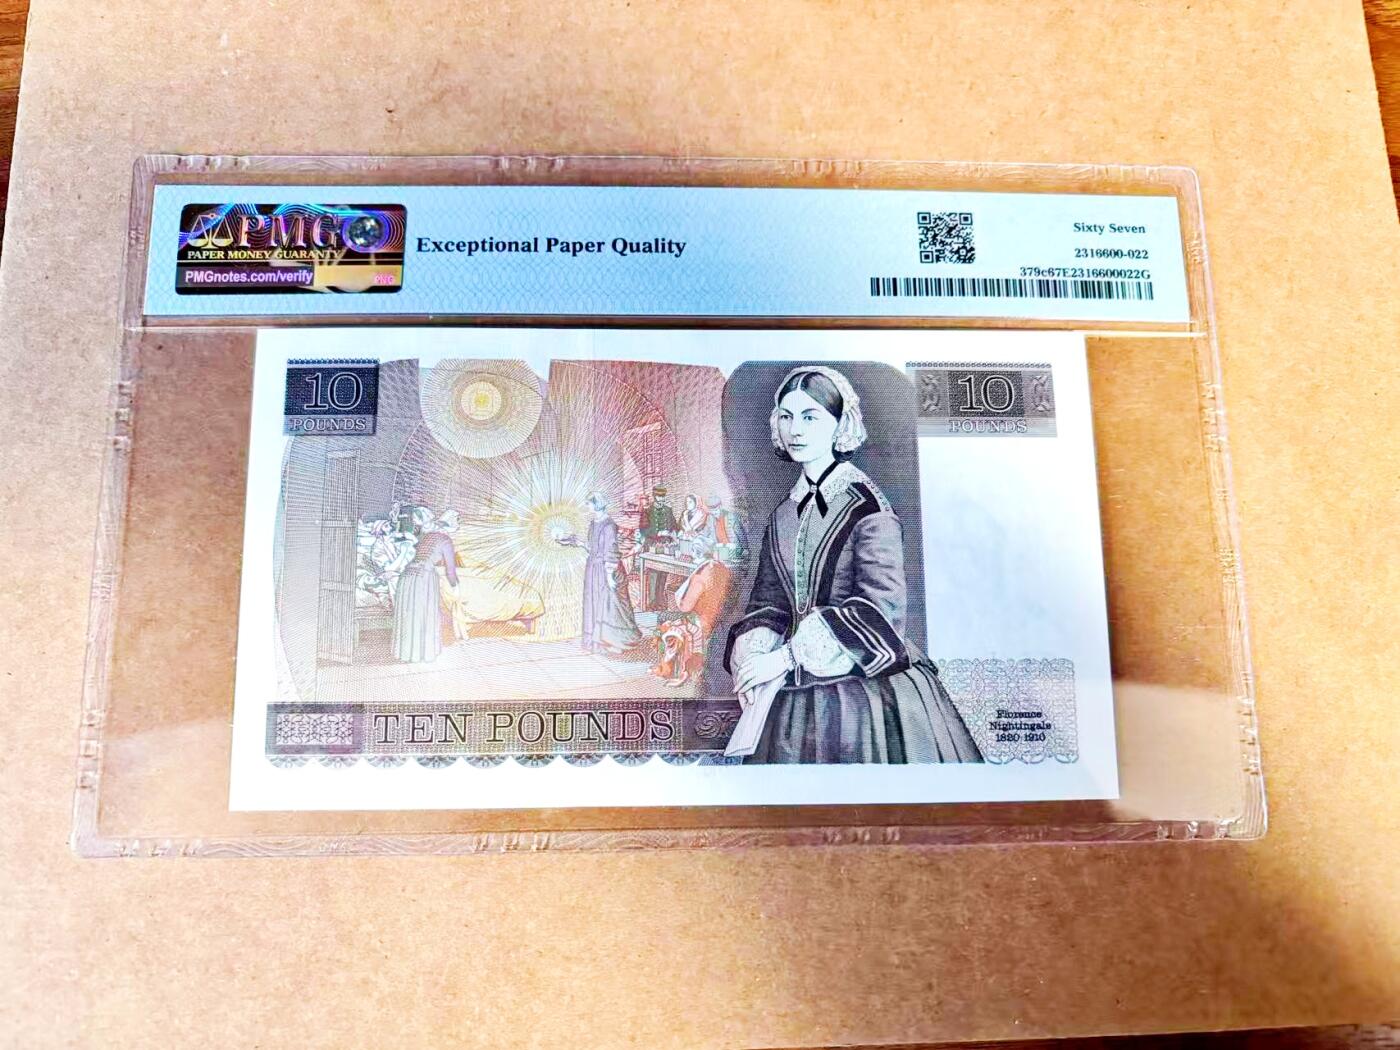 PMG
PAPER MONEY GUARANTY
PMGnotes.com/verify
PMG
Exceptional Paper Quality
Sixty Seven
2316600-022
379c67E2316600022G
10
POUNDS
10
POUNDS
TEN POUNDS
Florence
Nightingale
1820-1910